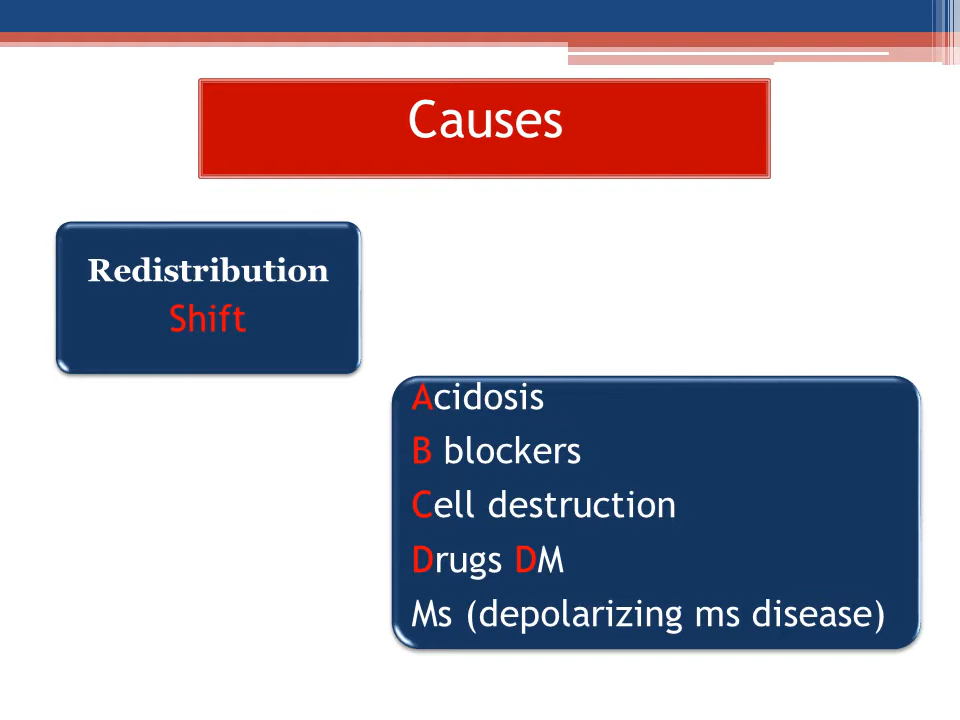 Causes
Redistribution
Shift
Acidosis
B blockers
Cell destruction
Drugs DM
Ms (depolarizing ms disease)